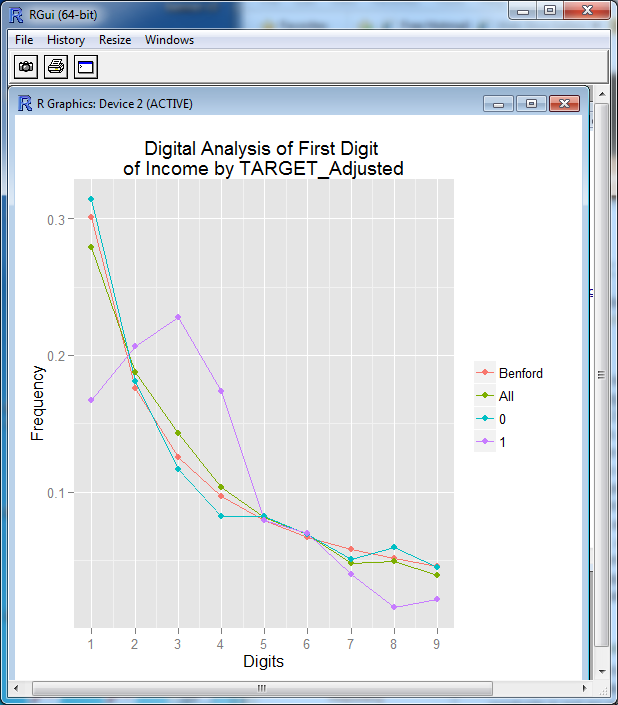 RGui (64-bit)
File History Resize Windows
R Graphics: Device 2 (ACTIVE)
Digital Analysis of First Digit
of Income by TARGET_Adjusted
0.3
0.2
0.1
Frequency
1 2 3 4 5 6 7 8 9
Digits
Benford
All
0
1